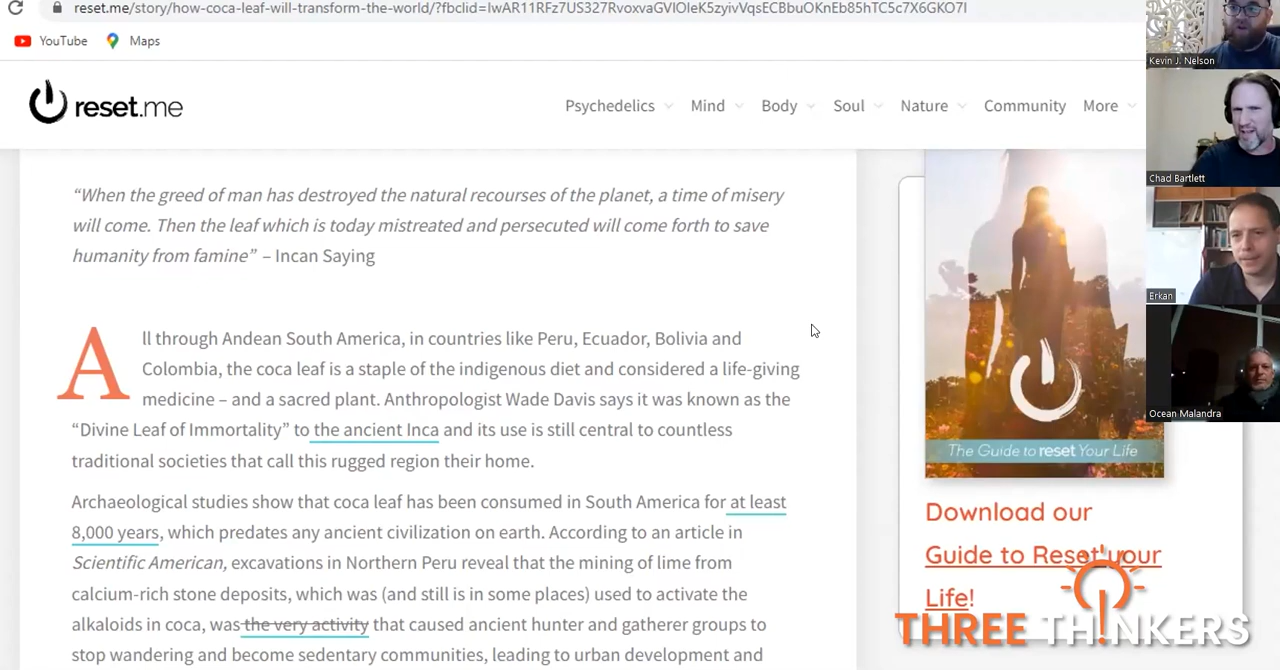 reset.me/story/how-coca-leaf-will-transform-the-world/?fbclid=IwAR11RFz7US327RvoxvaGVIOleK5zyivVqsECBbuOKnEb85hTC5c7X6GKO7I
YouTube Maps
reset.me
Psychedelics Mind Body Soul Nature Community More
“When the greed of man has destroyed the natural recourses of the planet, a time of misery
will come. Then the leaf which is today mistreated and persecuted will come forth to save
humanity from famine” – Incan Saying
All through Andean South America, in countries like Peru, Ecuador, Bolivia and
Colombia, the coca leaf is a staple of the indigenous diet and considered a life-giving
medicine – and a sacred plant. Anthropologist Wade Davis says it was known as the
“Divine Leaf of Immortality” to the ancient Inca and its use is still central to countless
traditional societies that call this rugged region their home.
Archaeological studies show that coca leaf has been consumed in South America for at least
8,000 years, which predates any ancient civilization on earth. According to an article in
Scientific American, excavations in Northern Peru reveal that the mining of lime from
calcium-rich stone deposits, which was (and still is in some places) used to activate the
alkaloids in coca, was the very activity that caused ancient hunter and gatherer groups to
stop wandering and become sedentary communities, leading to urban development and
The Guide to reset Your Life
Download our
Guide to Reset your
Life!
Kevin J. Nelson
Chad Bartlett
Erkan
Ocean Malandra
THREE TH!NKERS